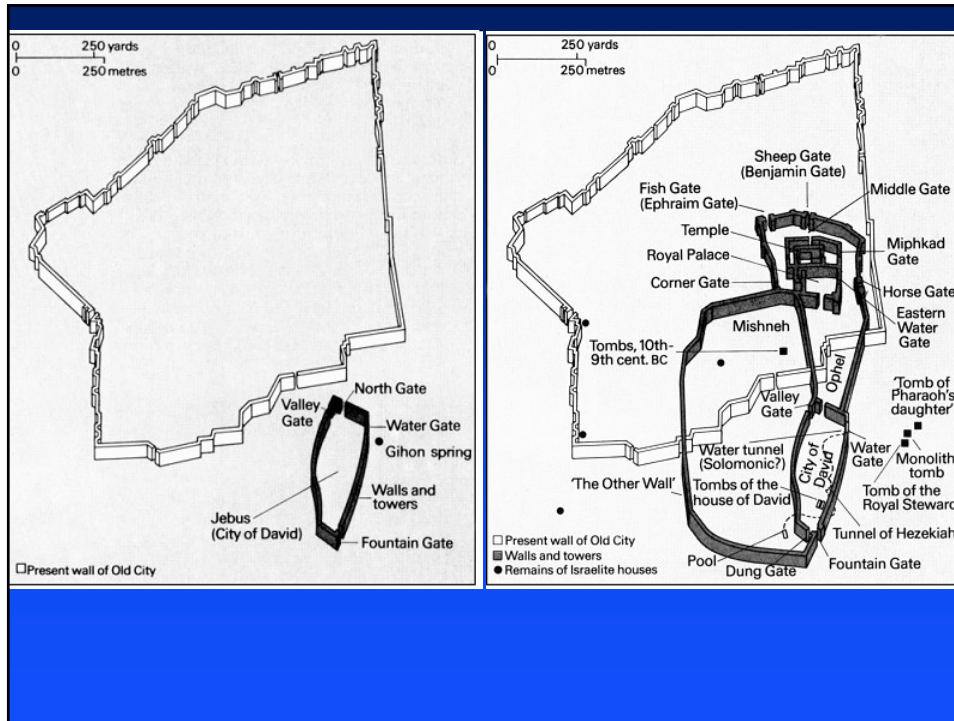 0 250 yards
0 250 metres
North Gate
Valley
Gate
Water Gate
Gihon spring
Walls and
towers
Jebus
(City of David)
Fountain Gate
Present wall of Old City
0 250 yards
0 250 metres
Sheep Gate
(Benjamin Gate)
Fish Gate
(Ephraim Gate)
Middle Gate
Temple
Royal Palace
Miphkad
Gate
Corner Gate
Horse Gate
Eastern
Water
Gate
Mishneh
Tombs, 10th-
9th cent. BC
Ophel
'Tomb of
Pharaoh's
daughter'
Valley
Gate
Water
Gate
Water tunnel
(Solomonic?)
City of
David
Monolith
tomb
'The Other Wall'
Tombs of the
house of David
Tomb of the
Royal Steward
Tunnel of Hezekiah
Present wall of Old City
Walls and towers
Remains of Israelite houses
Pool
Dung Gate
Fountain Gate